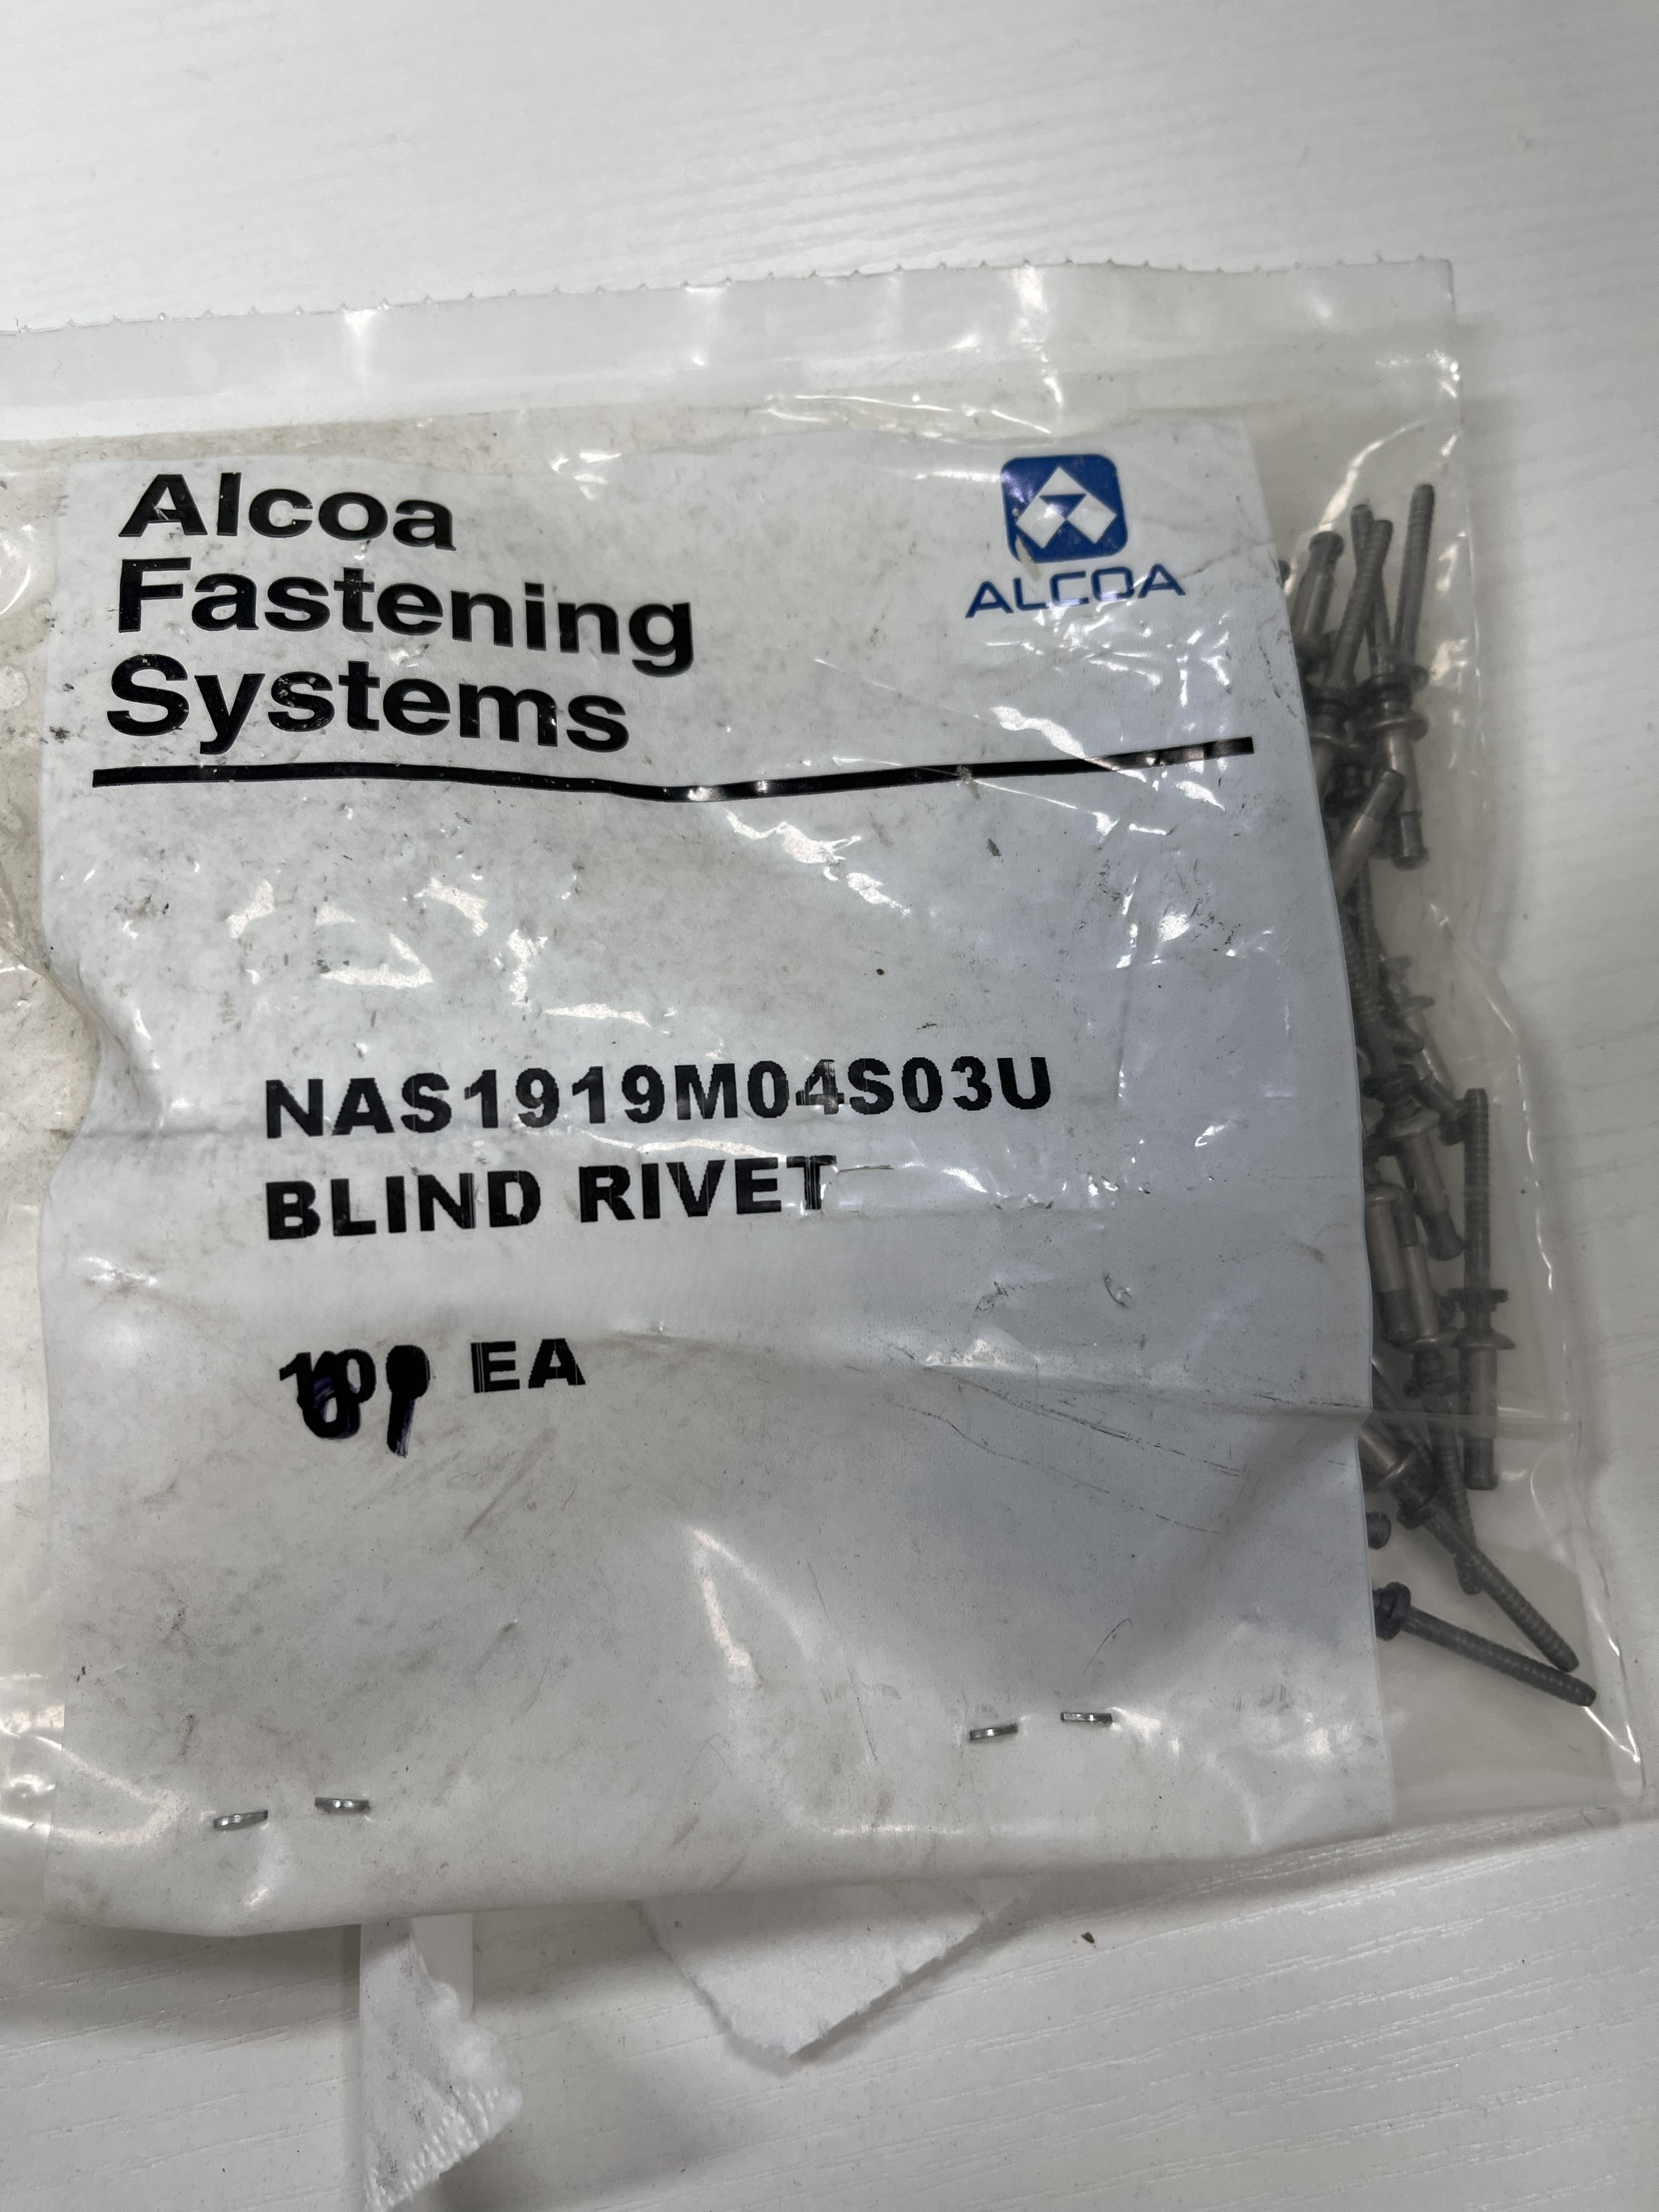 Alcoa
Fastening
Systems
ALCOA
NAS1919M04S03U
BLIND RIVET
EA